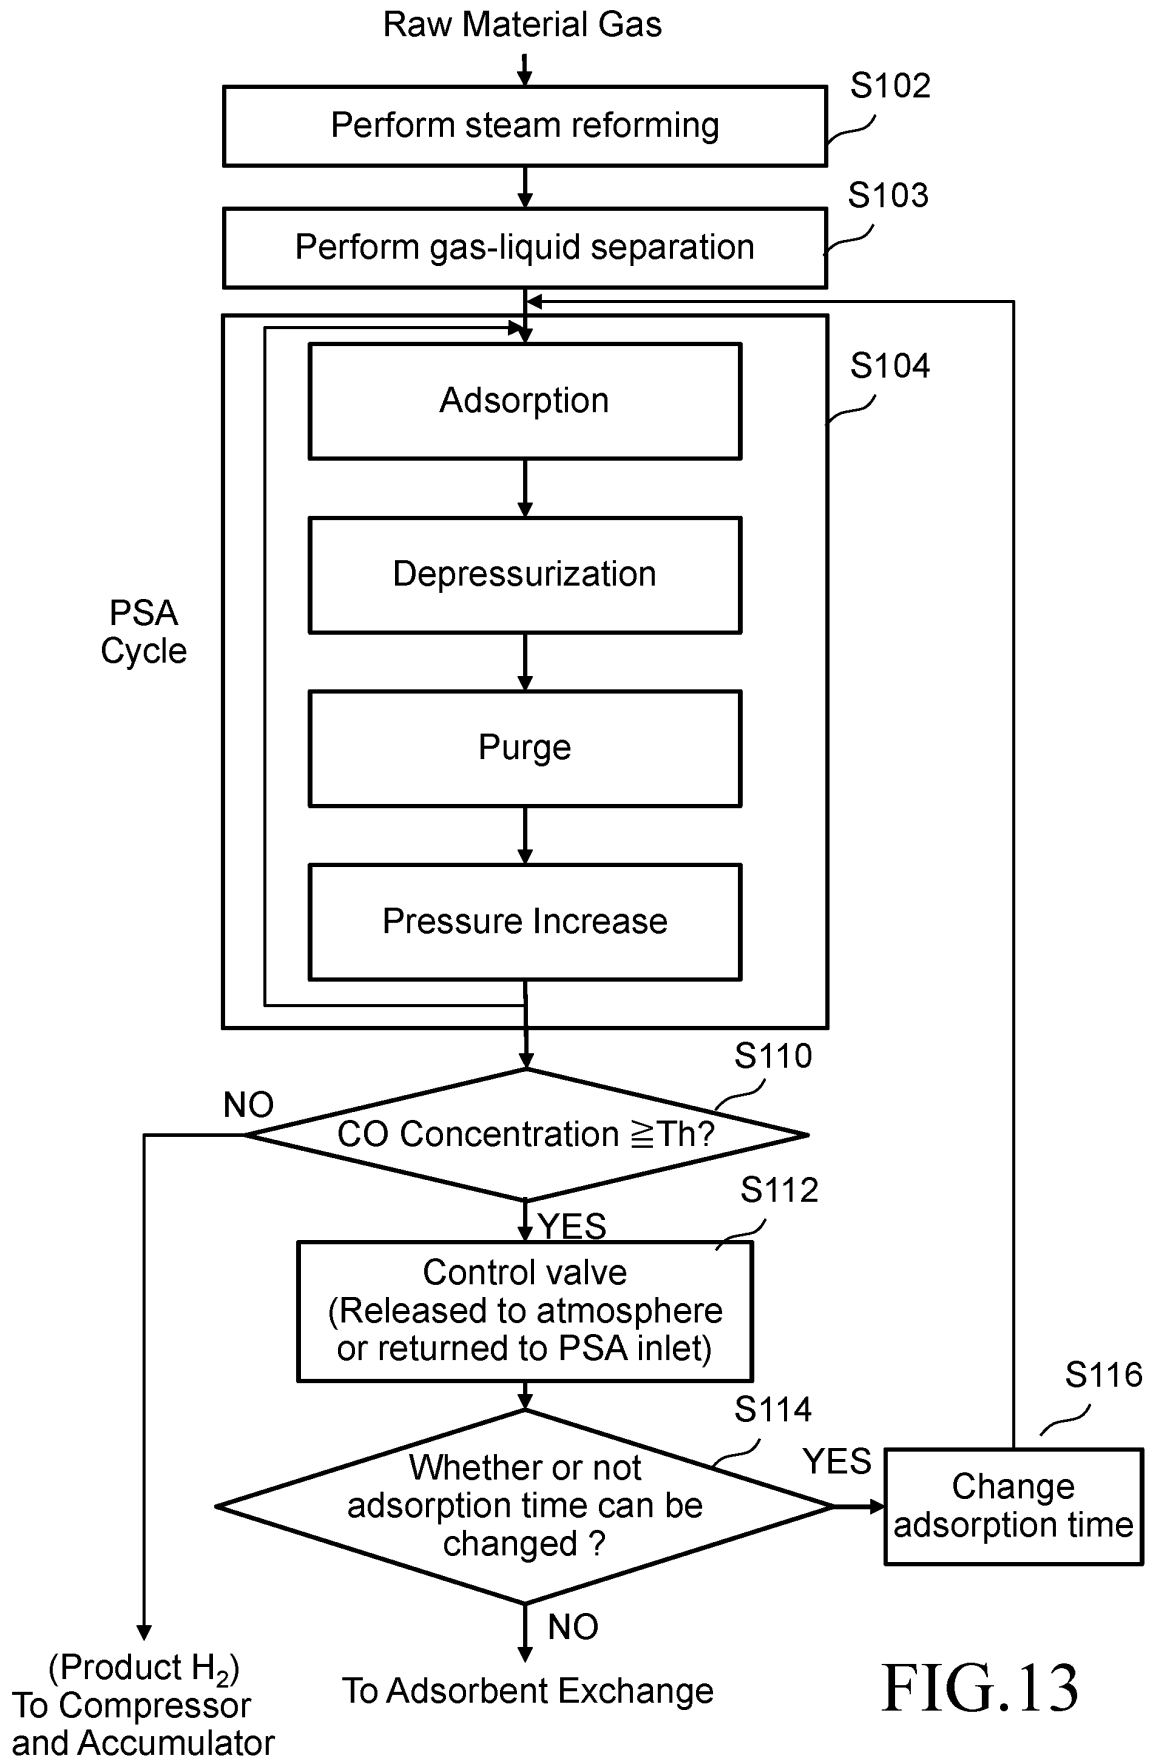 Raw Material Gas
S102
Perform steam reforming
S103
Perform gas-liquid separation
S104
Adsorption
Depressurization
PSA
Cycle
Purge
Pressure Increase
S110
NO
CO Concentration ≧Th?
S112
YES
Control valve
(Released to atmosphere
or returned to PSA inlet)
S114
S116
Whether or not
adsorption time can be
changed ?
YES
Change
adsorption time
NO
(Product H₂)
To Compressor
and Accumulator
To Adsorbent Exchange
FIG.13